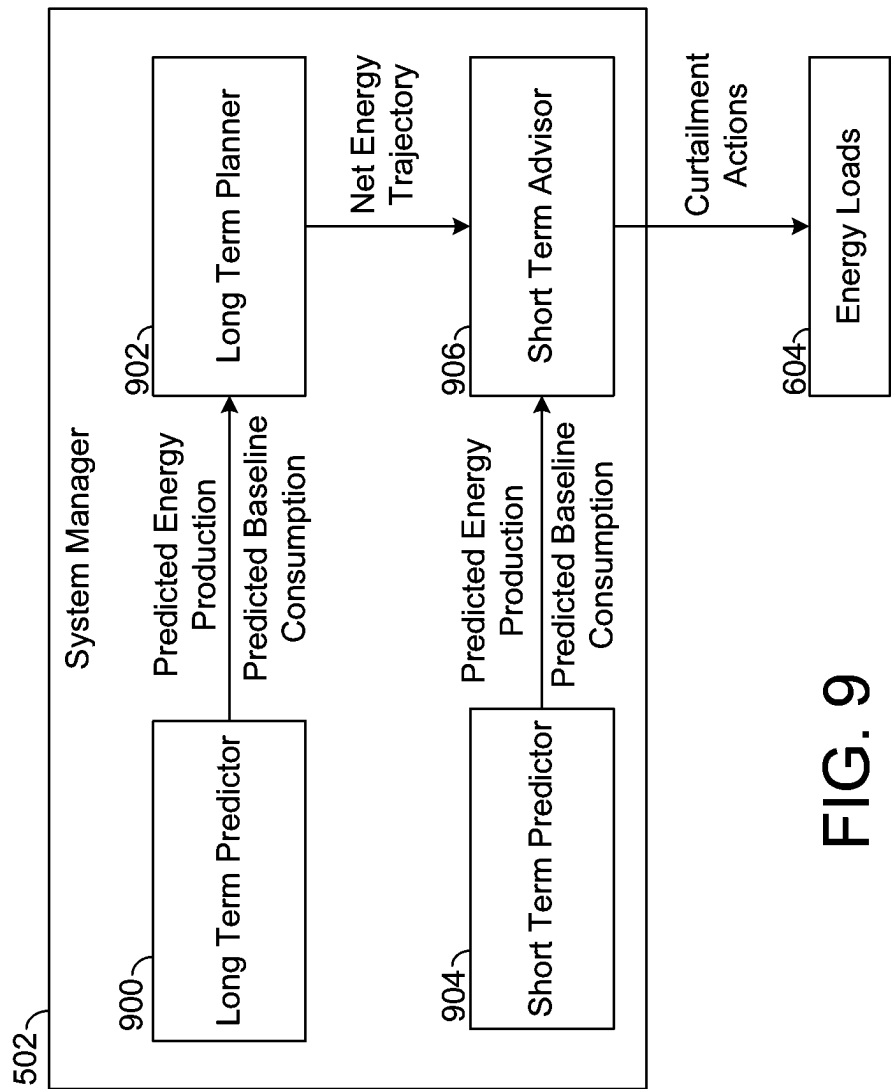 502
System Manager
900
Long Term Predictor
Predicted Energy
Production
Predicted Baseline
Consumption
902
Long Term Planner
Net Energy
Trajectory
904
Short Term Predictor
Predicted Energy
Production
Predicted Baseline
Consumption
906
Short Term Advisor
Curtailment
Actions
604
Energy Loads
FIG. 9